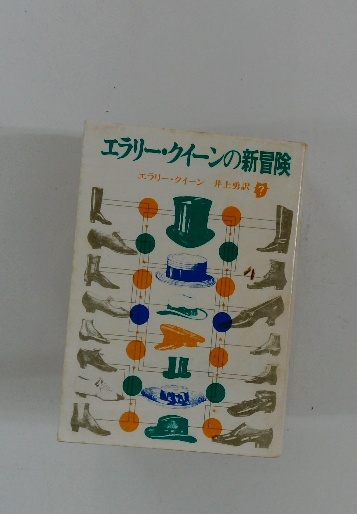 エラリー・クイーンの新冒険
エラリー・クイーン 井上勇訳 ?